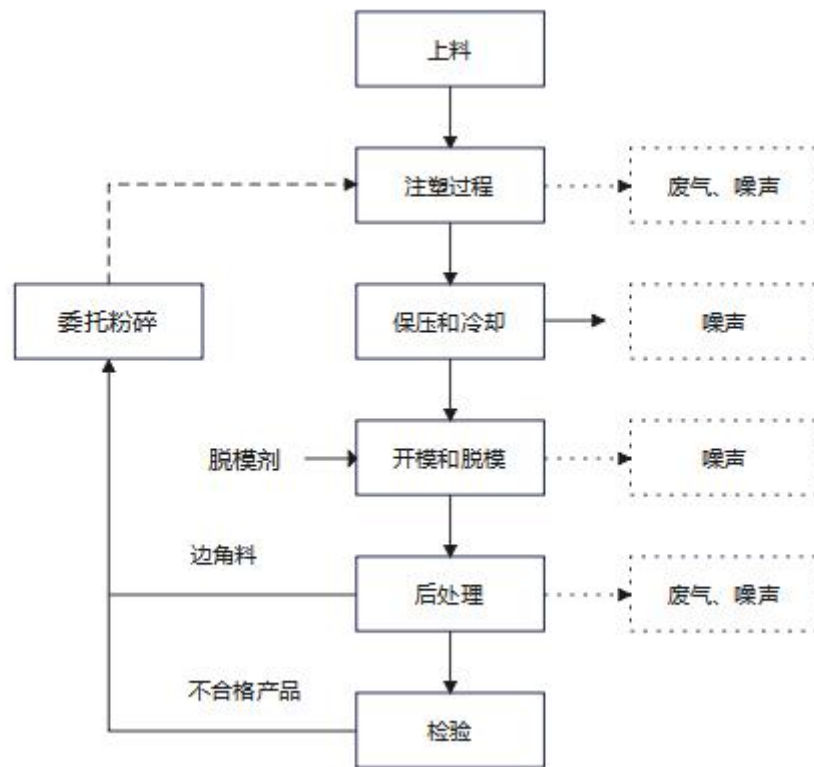 上料
注塑过程
废气、噪声
委托粉碎
保压和冷却
噪声
脱模剂
开模和脱模
噪声
边角料
后处理
废气、噪声
不合格产品
检验